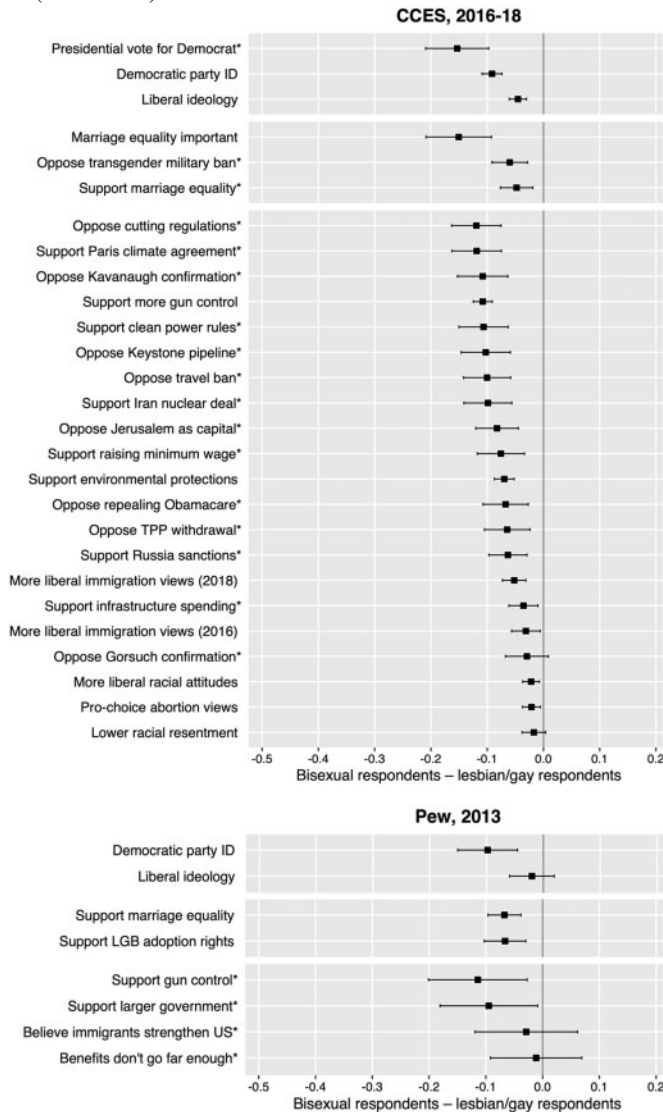 CCES, 2016-18
Presidential vote for Democrat*
Democratic party ID
Liberal ideology
Marriage equality important
Oppose transgender military ban*
Support marriage equality*
Oppose cutting regulations*
Support Paris climate agreement*
Oppose Kavanaugh confirmation*
Support more gun control
Support clean power rules*
Oppose Keystone pipeline*
Oppose travel ban*
Support Iran nuclear deal*
Oppose Jerusalem as capital*
Support raising minimum wage*
Support environmental protections
Oppose repealing Obamacare*
Oppose TPP withdrawal*
Support Russia sanctions*
More liberal immigration views (2018)
Support infrastructure spending*
More liberal immigration views (2016)
Oppose Gorsuch confirmation*
More liberal racial attitudes
Pro-choice abortion views
Lower racial resentment
-0.5 -0.4 -0.3 -0.2 -0.1 0.0 0.1 0.2
Bisexual respondents – lesbian/gay respondents
Pew, 2013
Democratic party ID
Liberal ideology
Support marriage equality
Support LGB adoption rights
Support gun control*
Support larger government*
Believe immigrants strengthen US*
Benefits don't go far enough*
-0.5 -0.4 -0.3 -0.2 -0.1 0.0 0.1 0.2
Bisexual respondents – lesbian/gay respondents